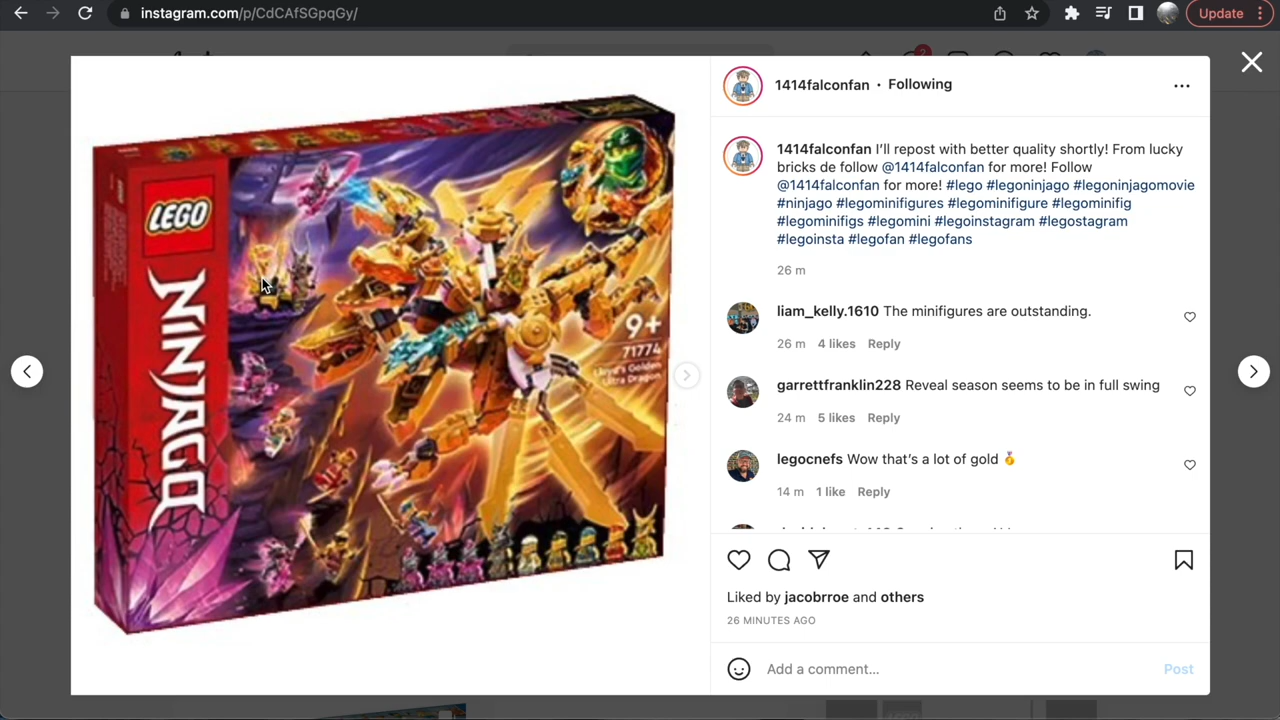 instagram.com/p/CdCAfSGpqGy/
Update
2
LEGO
NINJAGO
9+
71774
Lloyd's Golden
Ultra Dragon
1414falconfan • Following
1414falconfan I'll repost with better quality shortly! From lucky
bricks de follow @1414falconfan for more! Follow
@1414falconfan for more! #lego #legoninjago #legoninjagomovie
#ninjago #legominifigures #legominifigure #legominifig
#legominifigs #legomini #legoinstagram #legostagram
#legoinsta #legofan #legofans
26 m
liam_kelly.1610 The minifigures are outstanding.
26 m 4 likes Reply
garrettfranklin228 Reveal season seems to be in full swing
24 m 5 likes Reply
legocnefs Wow that's a lot of gold 🥇
14 m 1 like Reply
Liked by jacobrroe and others
26 MINUTES AGO
Add a comment...
Post